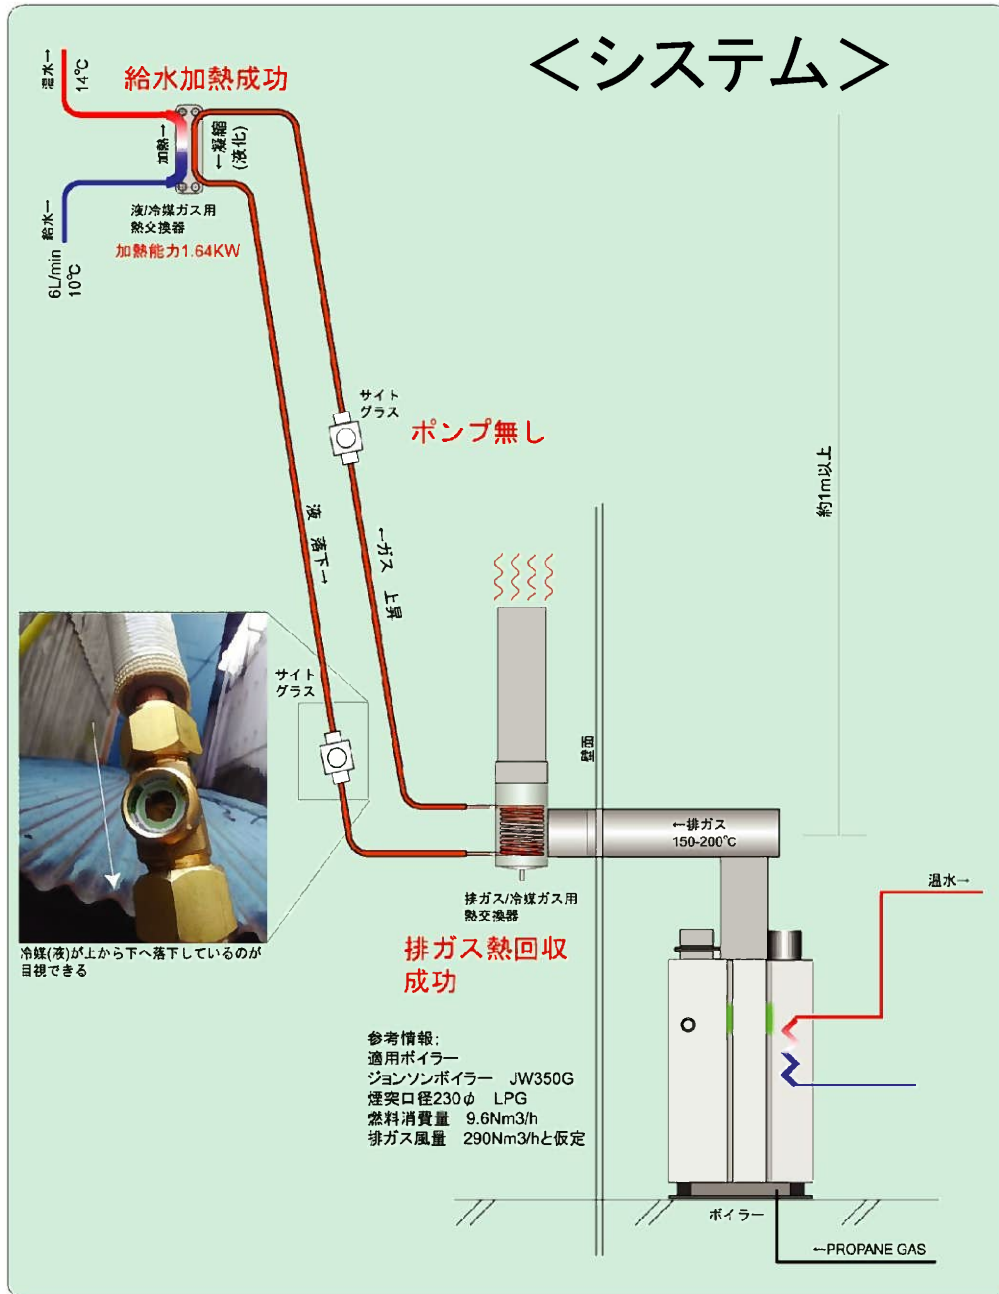 ＜システム＞
温水→
14℃
給水加熱成功
加熱→
←凝縮
(液化)
液/冷媒ガス用
熱交換器
加熱能力1.64KW
給水→
6L/min
10℃
サイト
グラス
ポンプ無し
約1m以上
液 落下→
←ガス 上昇
サイト
グラス
壁面
←排ガス
150-200℃
温水→
排ガス/冷媒ガス用
熱交換器
排ガス熱回収
成功
冷媒(液)が上から下へ落下しているのが
目視できる
参考情報:
適用ボイラー
ジョンソンボイラー JW350G
煙突口径230φ LPG
燃料消費量 9.6Nm3/h
排ガス風量 290Nm3/hと仮定
ボイラー
←PROPANE GAS